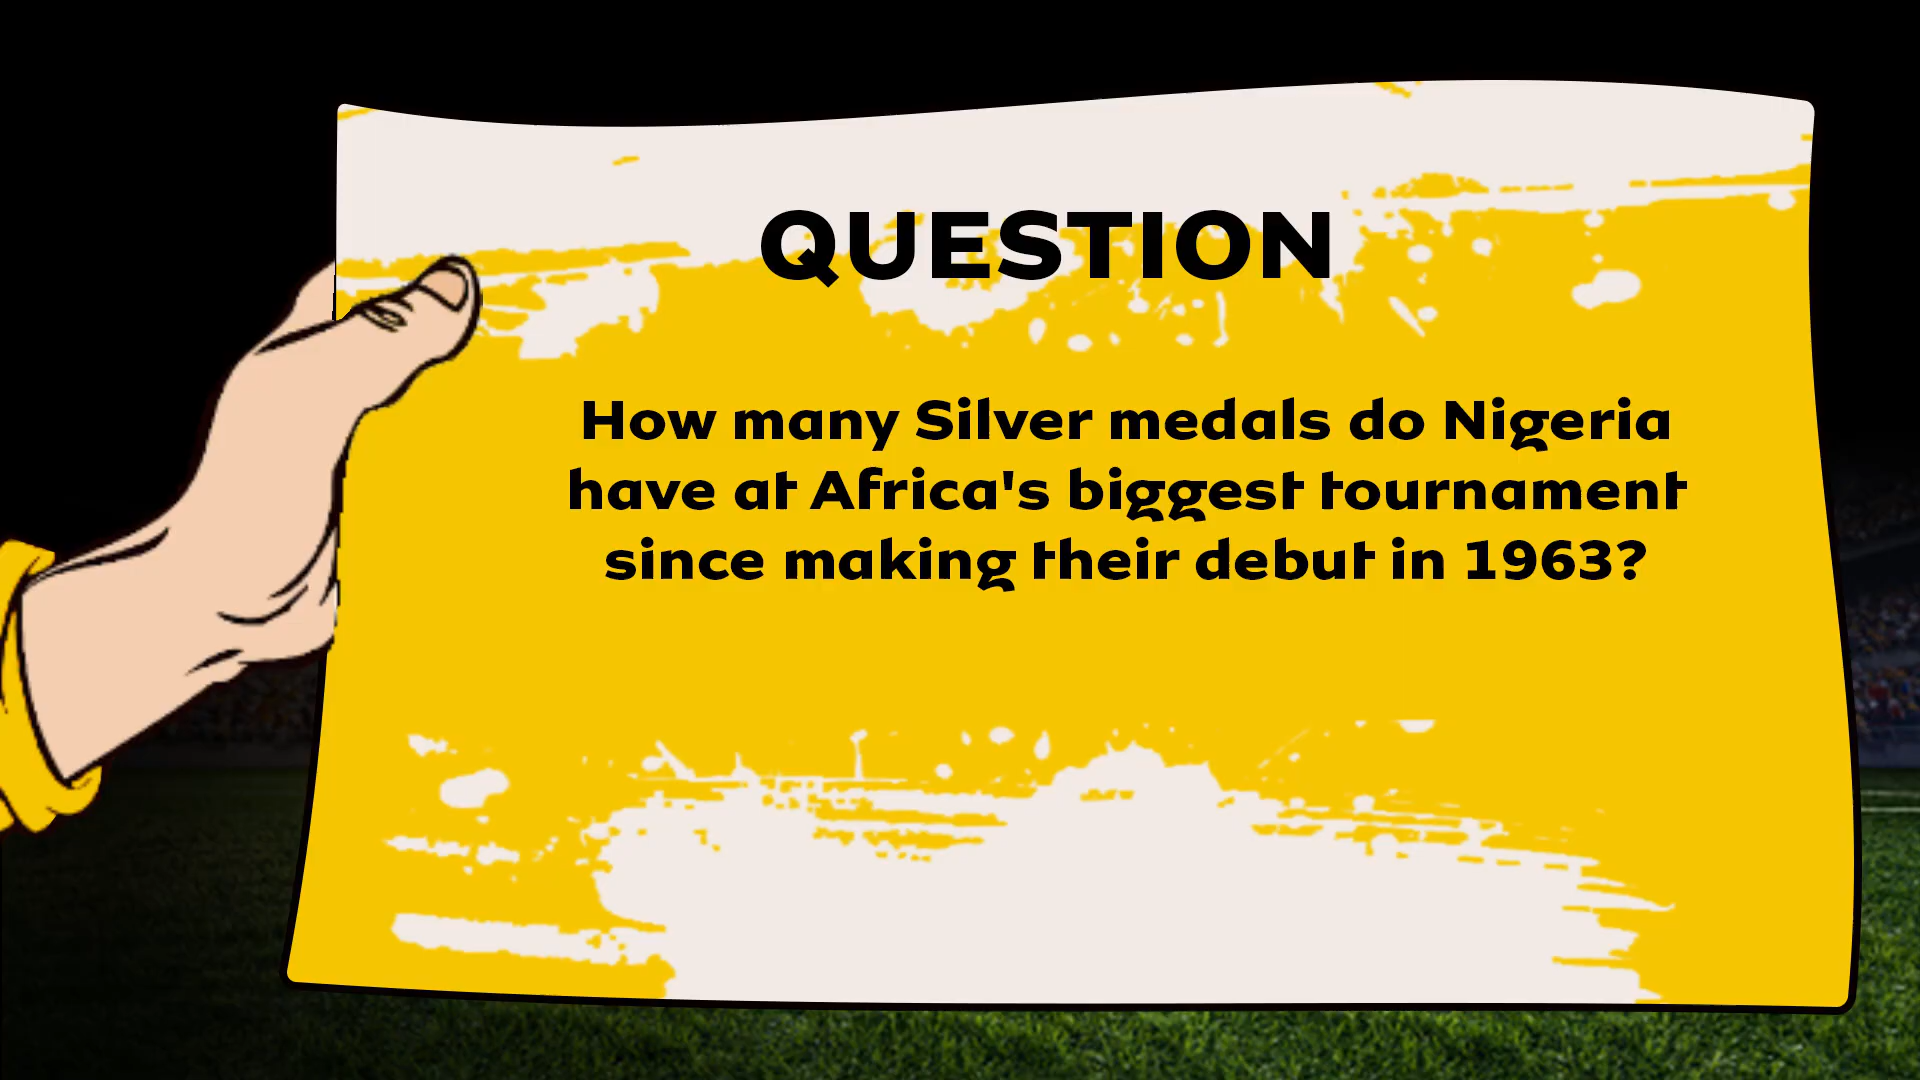 QUESTION
How many Silver medals do Nigeria
have at Africa's biggest tournament
since making their debut in 1963?